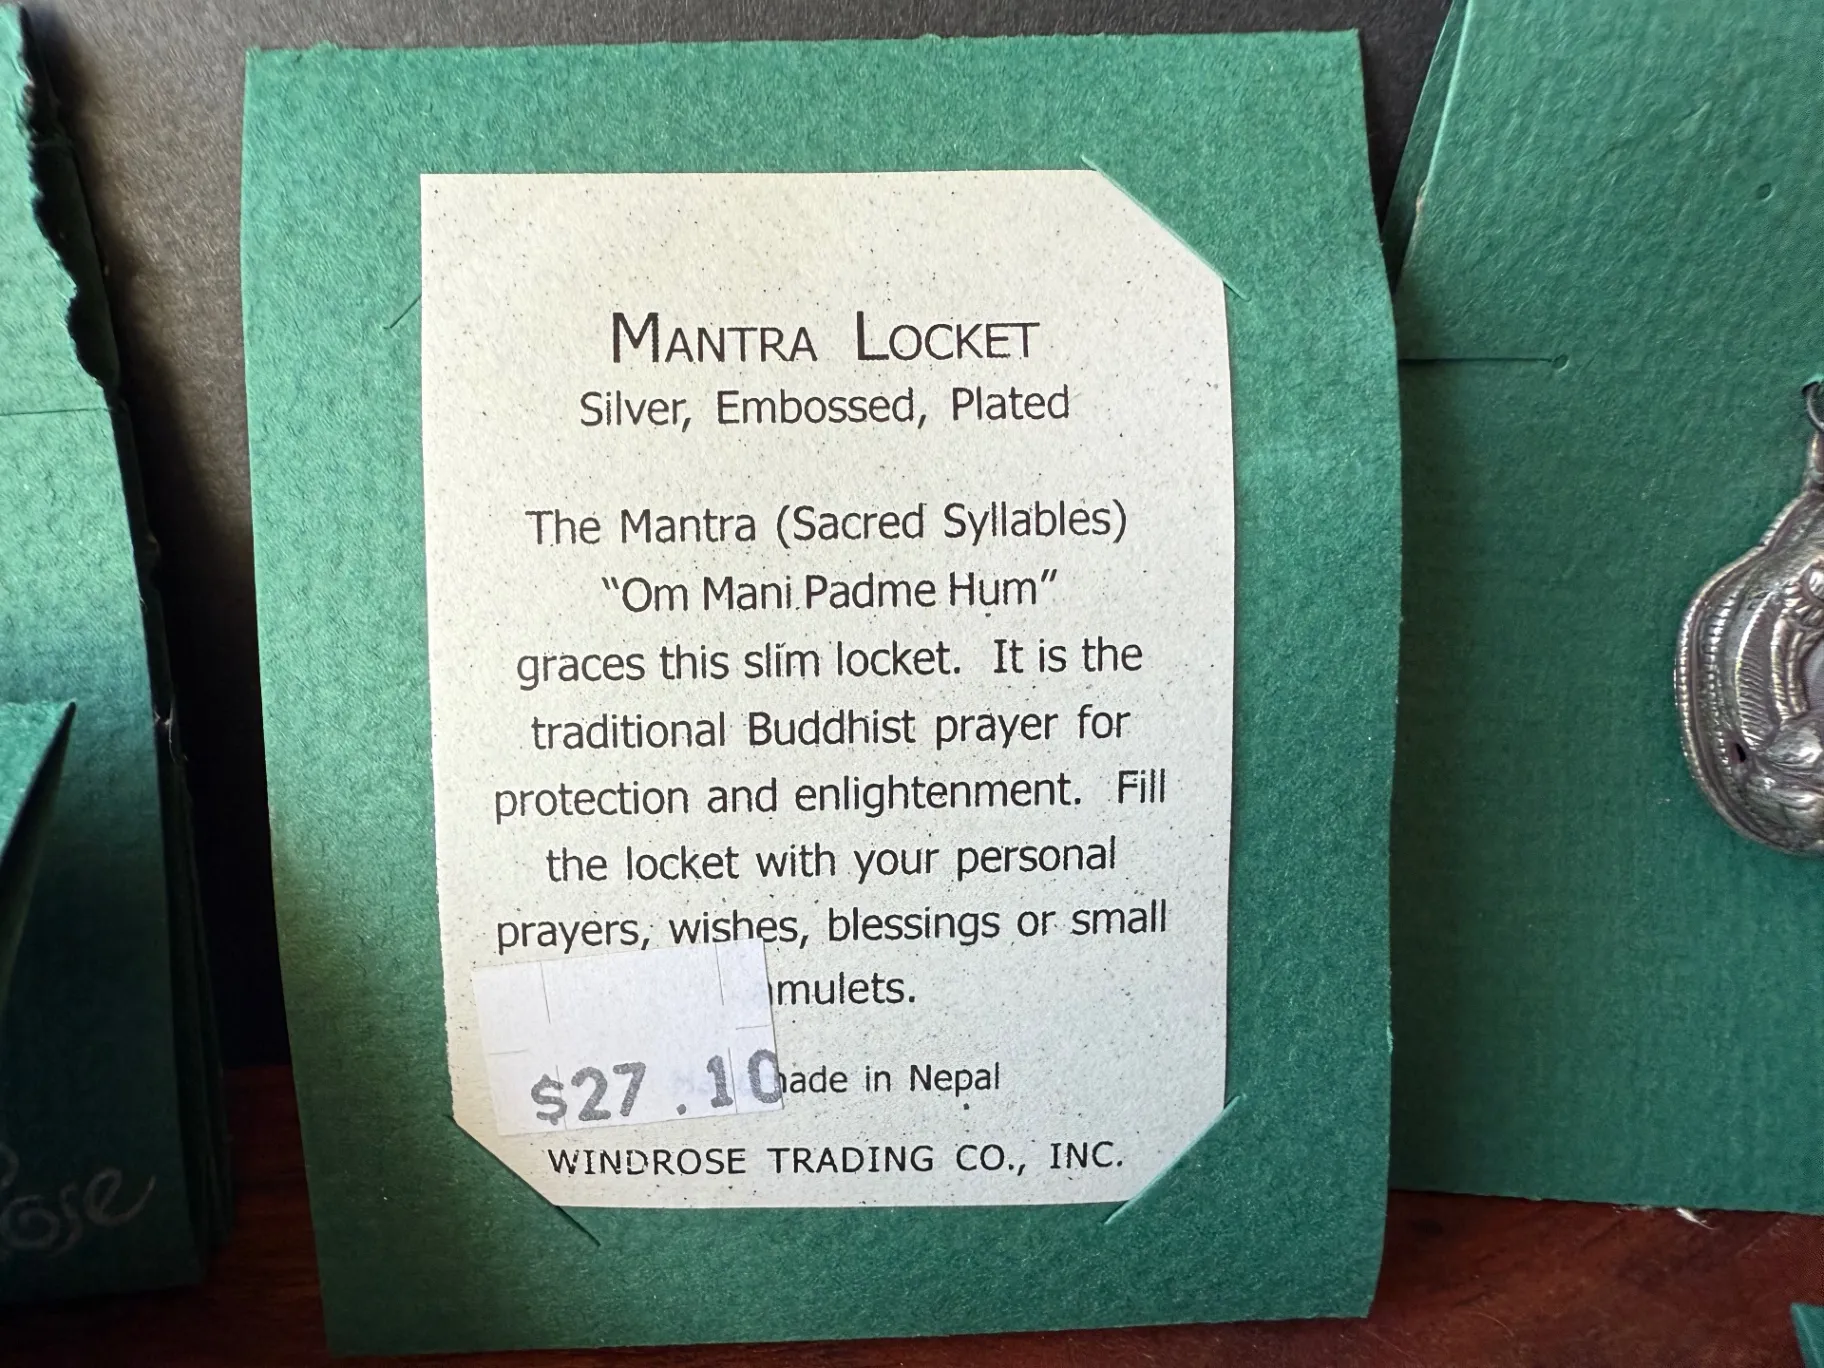 MANTRA LOCKET
Silver, Embossed, Plated
The Mantra (Sacred Syllables)
“Om Mani Padme Hum”
graces this slim locket. It is the
traditional Buddhist prayer for
protection and enlightenment. Fill
the locket with your personal
prayers, wishes, blessings or small
mulets.
$27.10
ade in Nepal
WINDROSE TRADING CO., INC.